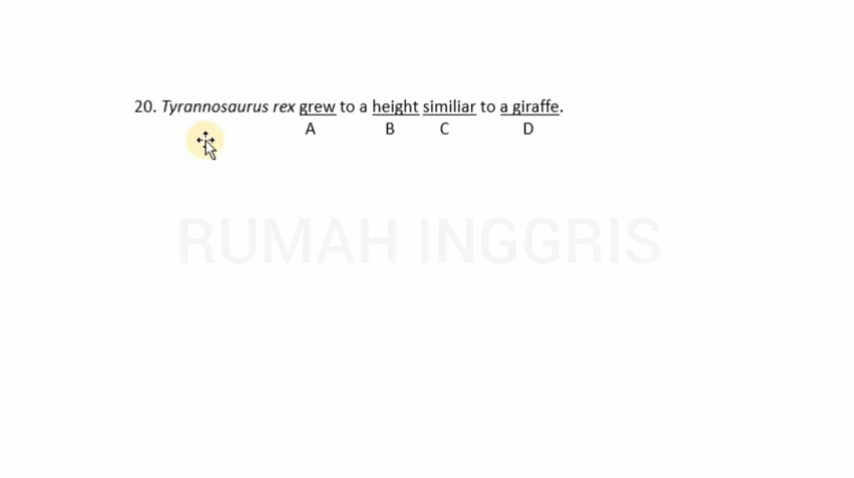 20. Tyrannosaurus rex grew to a height similiar to a giraffe.
A B C D
RUMAH INGGRIS